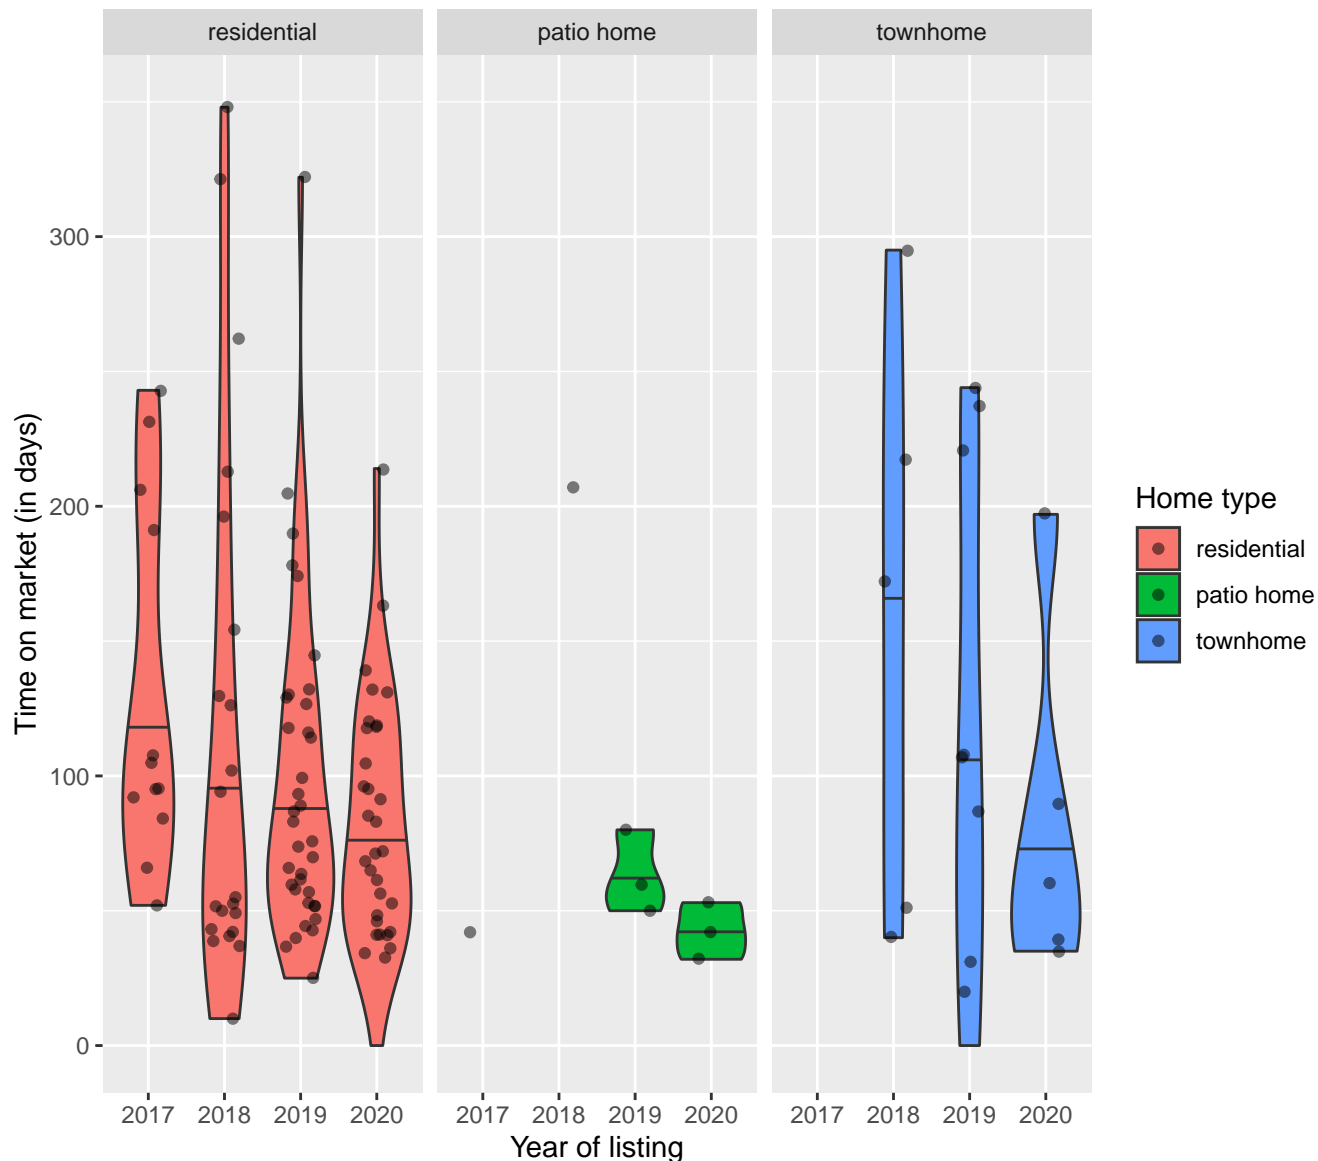 residential patio home townhome
300
200
100
0
Time on market (in days)
2017 2018 2019 2020 2017 2018 2019 2020 2017 2018 2019 2020
Year of listing
Home type
residential
patio home
townhome